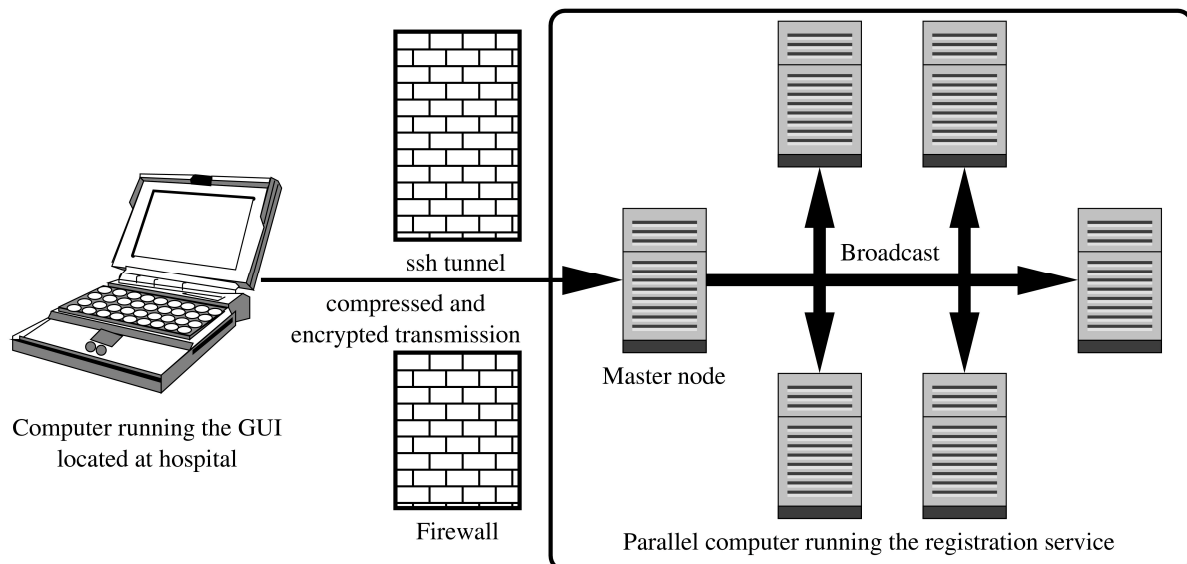 ssh tunnel
compressed and
encrypted transmission
Broadcast
Master node
Computer running the GUI
located at hospital
Firewall
Parallel computer running the registration service